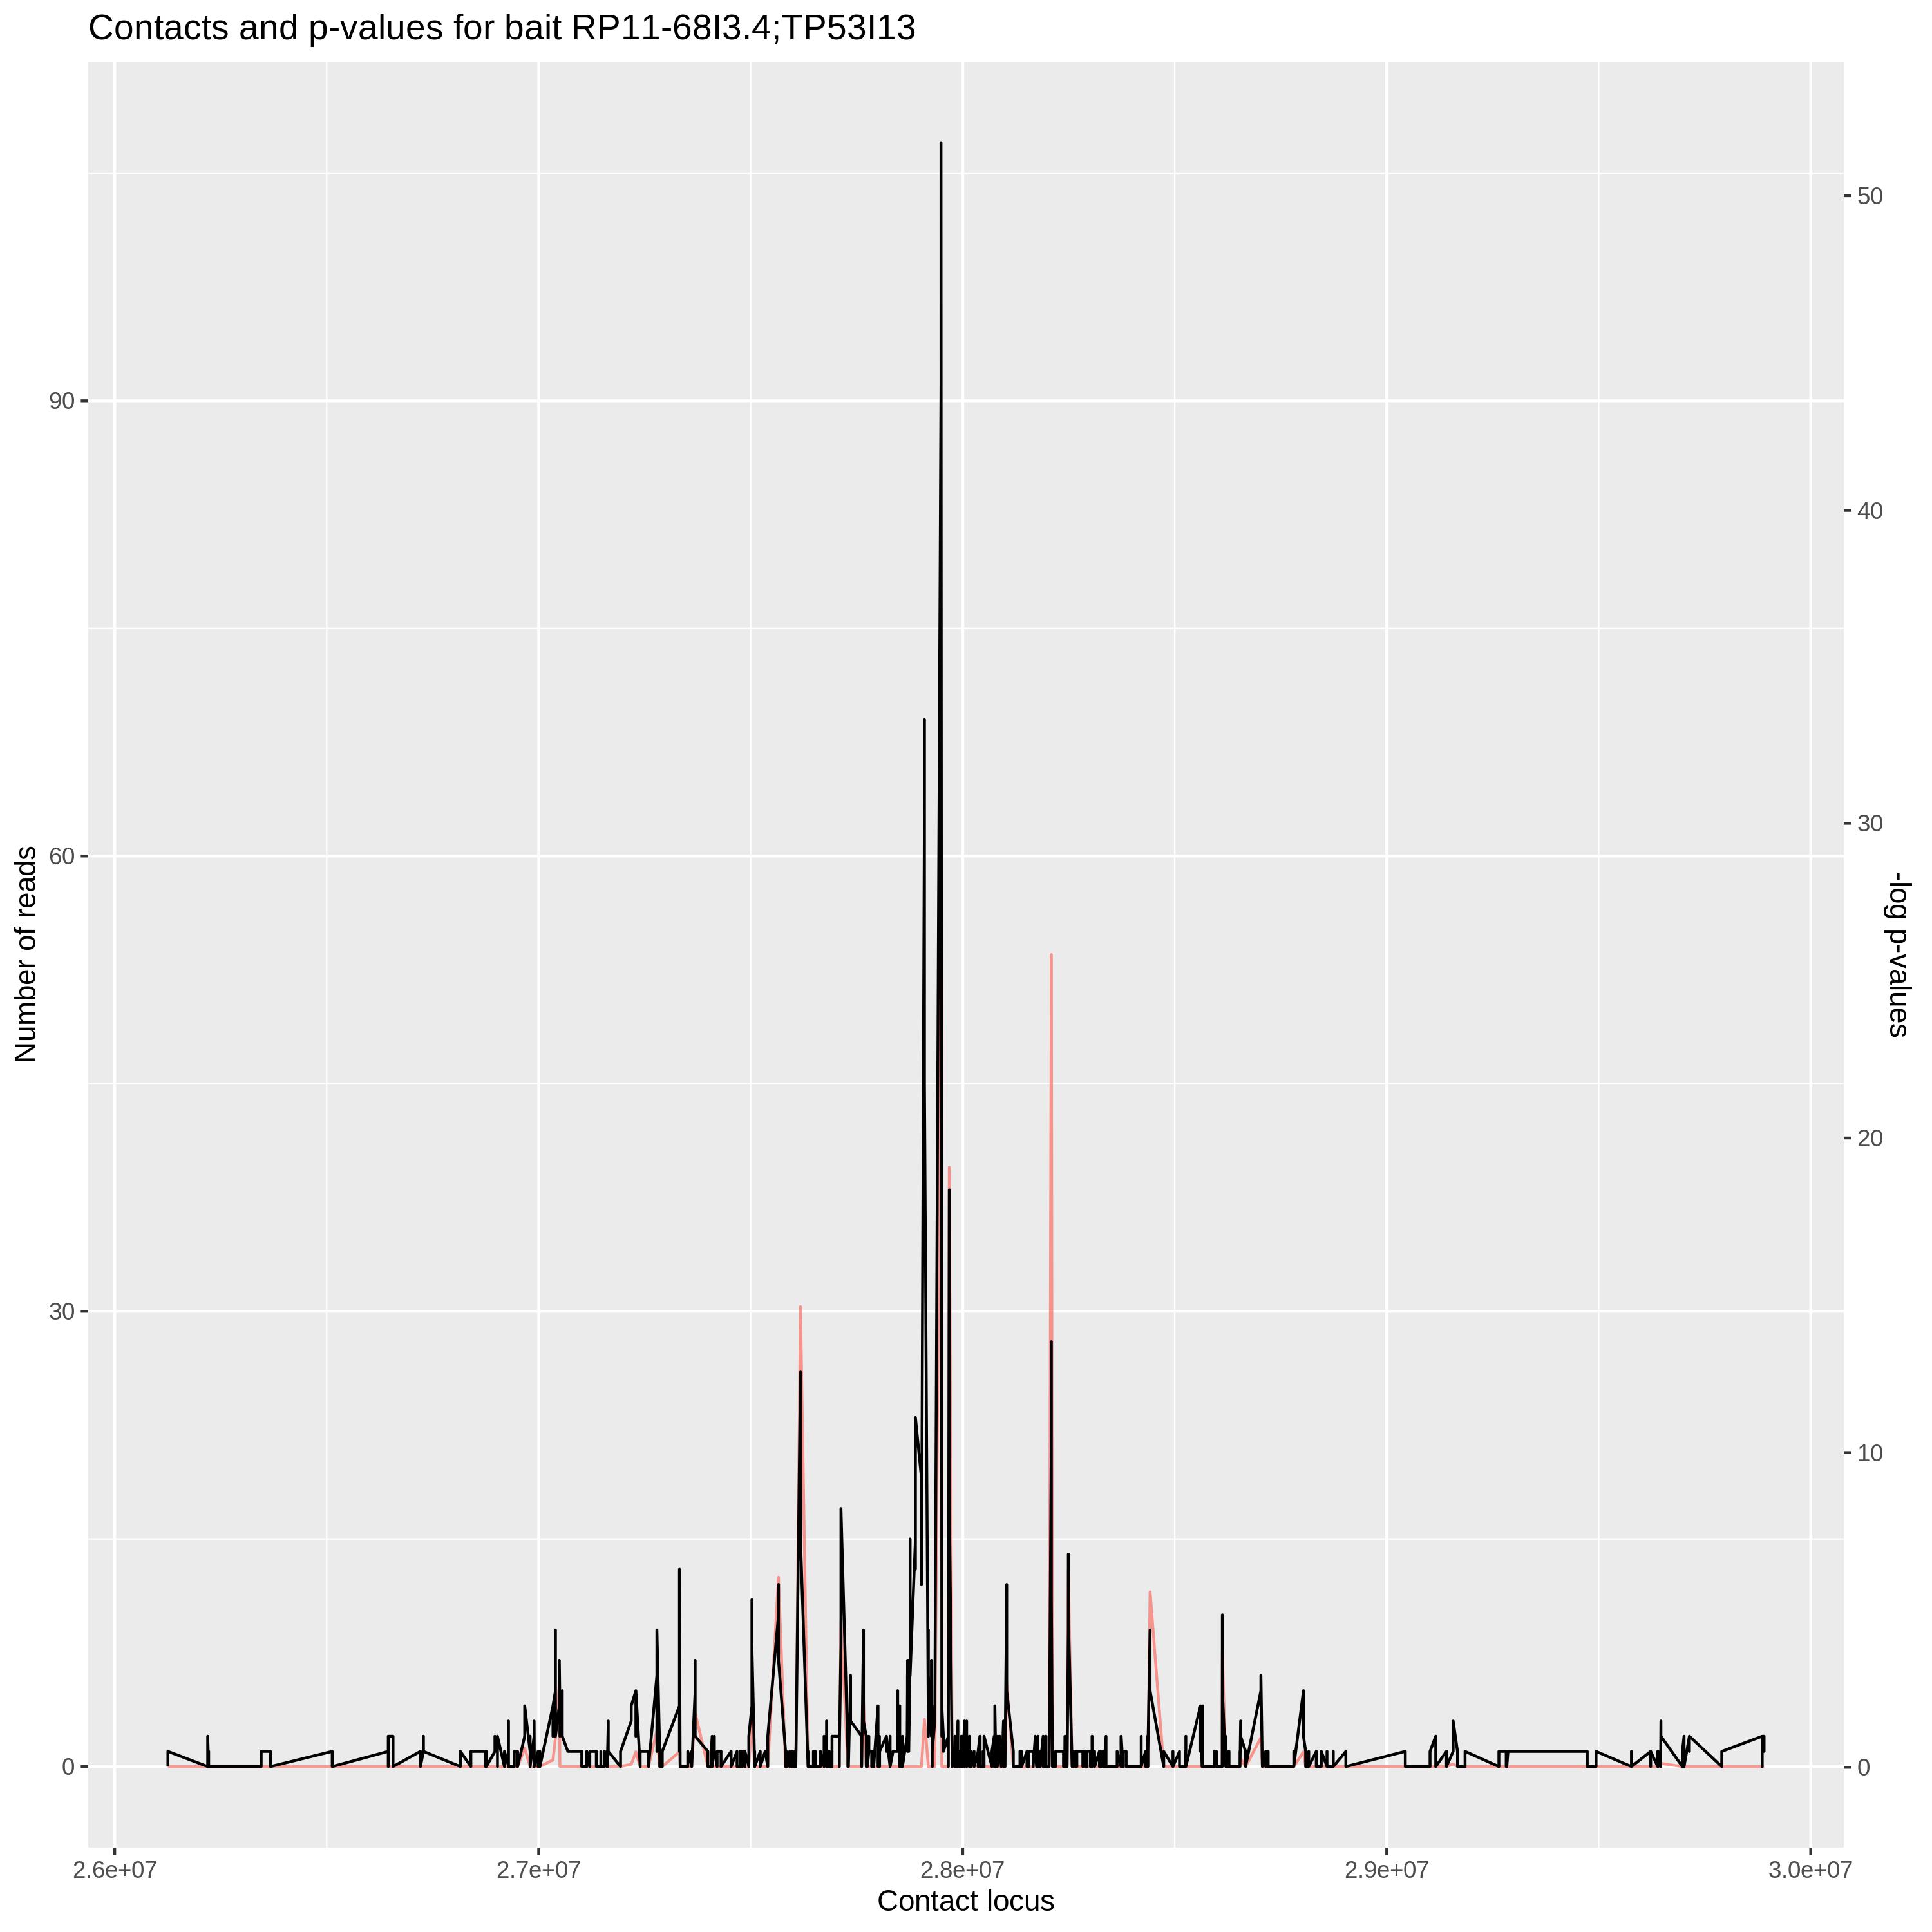 Contacts and p-values for bait RP11-68I3.4;TP53I13
Number of reads
90
60
30
0
50
40
30
20
10
0
-log p-values
2.6e+07
2.7e+07
2.8e+07
2.9e+07
3.0e+07
Contact locus